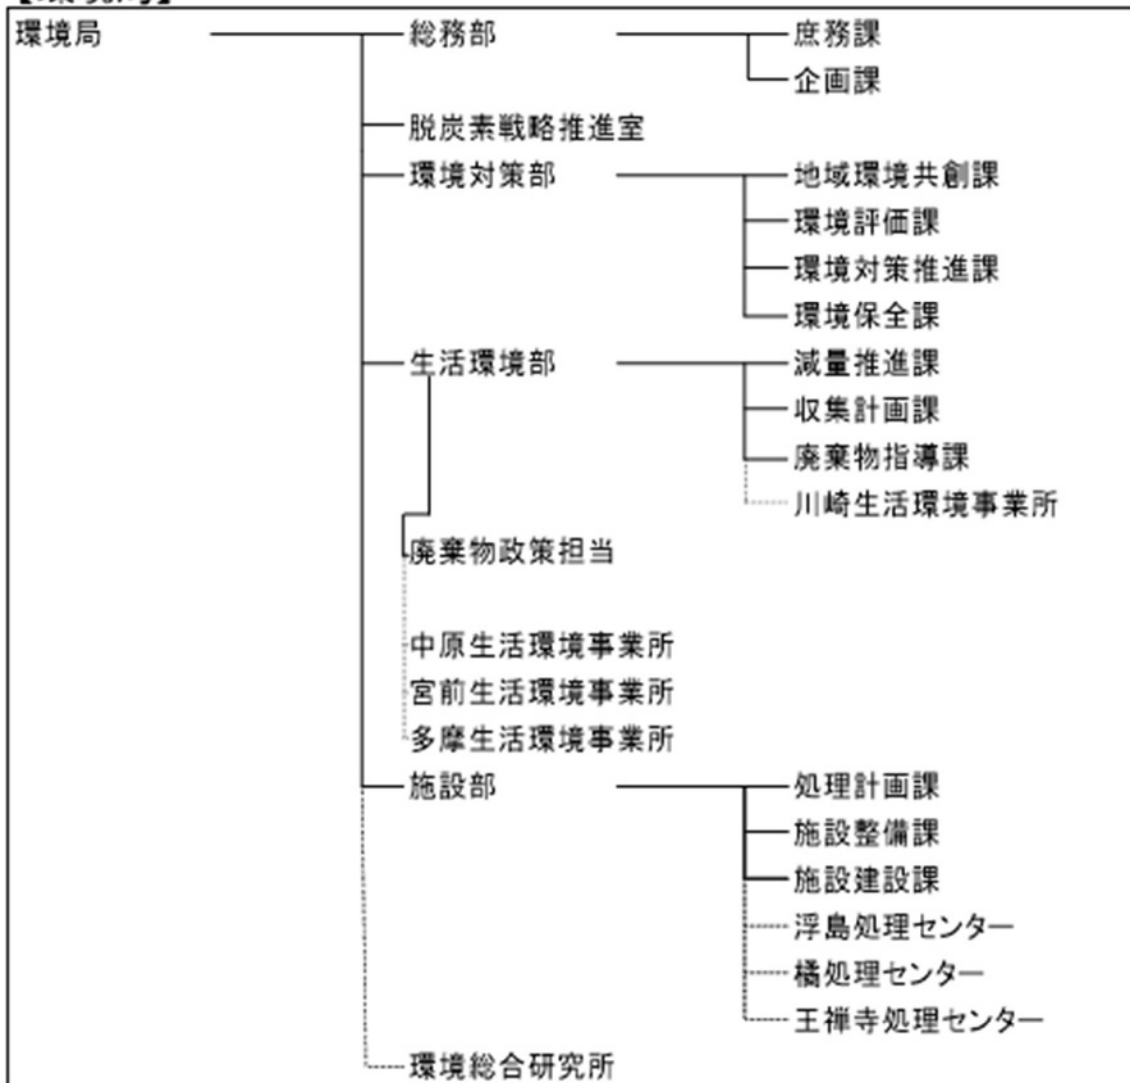 環境局 総務部 庶務課
企画課
脱炭素戦略推進室
環境対策部 地域環境共創課
環境評価課
環境対策推進課
環境保全課
生活環境部 減量推進課
収集計画課
廃棄物指導課
川崎生活環境事業所
廃棄物政策担当
中原生活環境事業所
宮前生活環境事業所
多摩生活環境事業所
施設部 処理計画課
施設整備課
施設建設課
浮島処理センター
橘処理センター
王禅寺処理センター
環境総合研究所